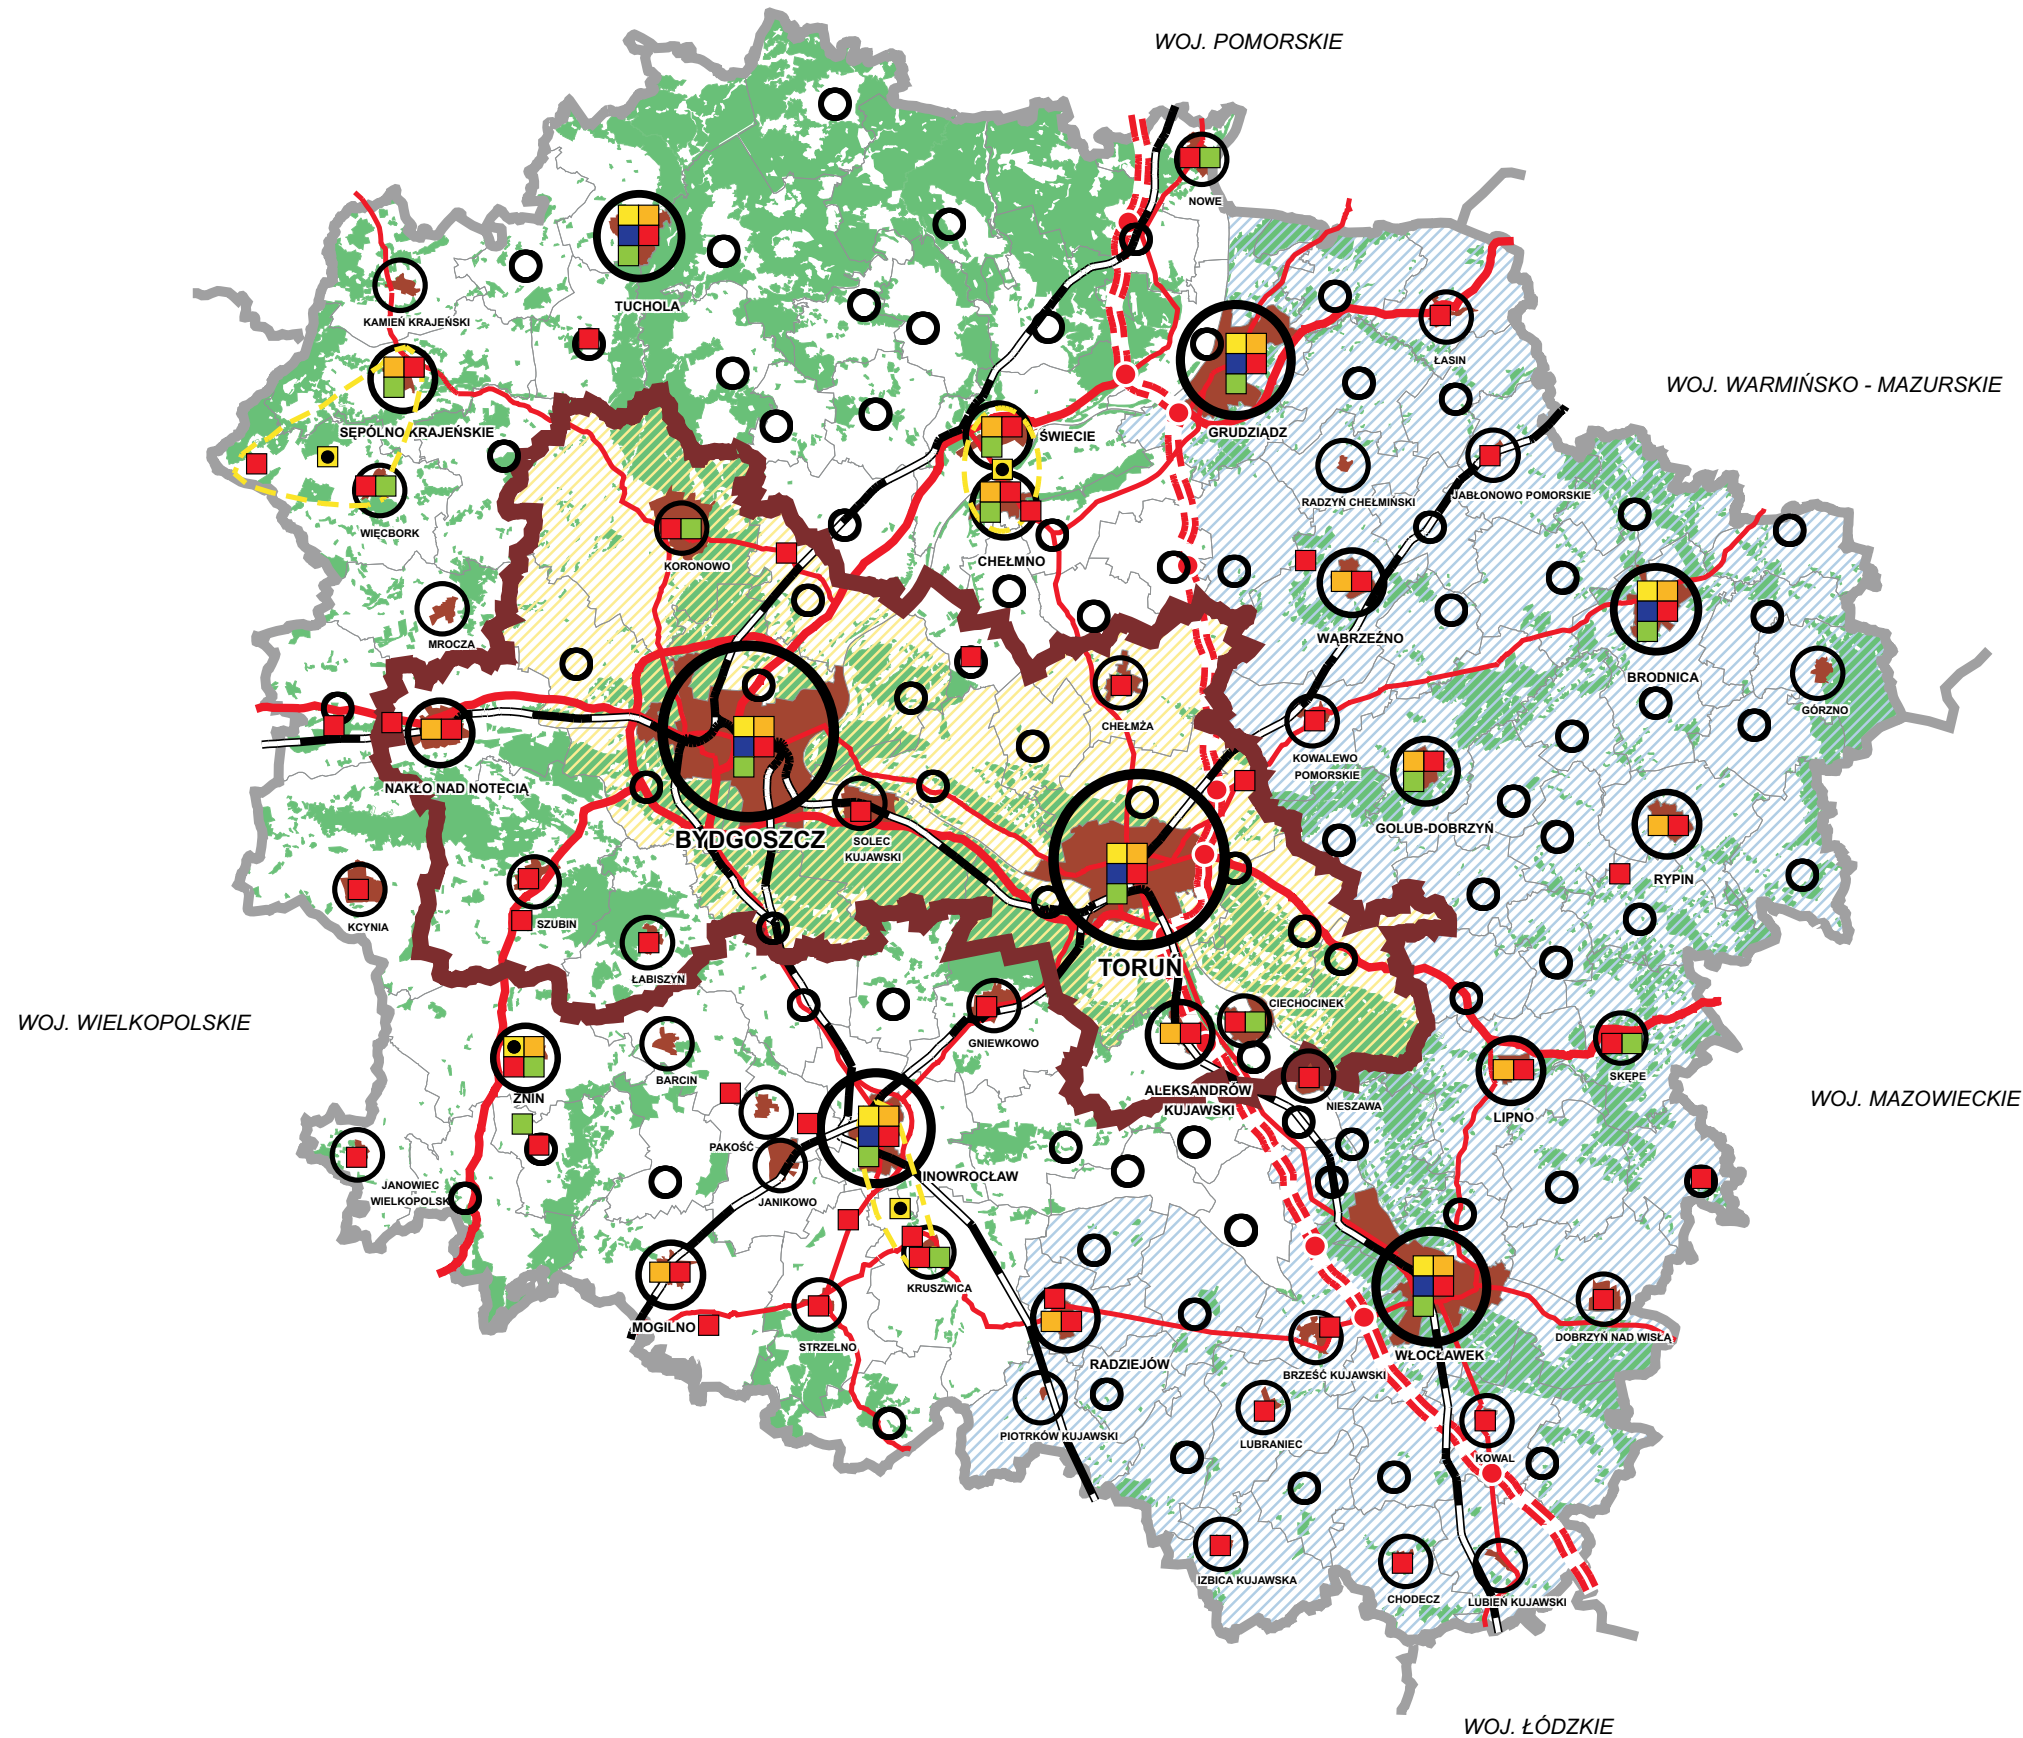 WOJ. POMORSKIE
NOWE
TUCHOLA
KAMIEŃ KRAJEŃSKI
ŁASIN
WOJ. WARMIŃSKO - MAZURSKIE
SĘPÓLNO KRAJEŃSKIE
ŚWIECIE
GRUDZIĄDZ
RADZYŃ CHEŁMIŃSKI
JABŁONOWO POMORSKIE
WIĘCBORK
KORONOWO
CHEŁMNO
MROCZA
WĄBRZEŹNO
BRODNICA
GÓRZNO
CHEŁMŻA
KOWALEWO
POMORSKIE
NAKŁO NAD NOTECIĄ
BYDGOSZCZ
SOLEC
KUJAWSKI
GOLUB-DOBRZYŃ
RYPIN
KCYNIA
SZUBIN
ŁABISZYN
TORUŃ
CIECHOCINEK
WOJ. WIELKOPOLSKIE
GNIEWKOWO
BARCIN
SKĘPE
ŻNIN
ALEKSANDRÓW
KUJAWSKI
NIESZAWA
LIPNO
WOJ. MAZOWIECKIE
PAKOŚĆ
JANOWIEC
WIELKOPOLSKI
JANIKOWO
INOWROCŁAW
KRUSZWICA
MOGILNO
STRZELNO
RADZIEJÓW
BRZEŚĆ KUJAWSKI
WŁOCŁAWEK
DOBRZYŃ NAD WISŁĄ
PIOTRKÓW KUJAWSKI
LUBRANIEC
KOWAL
IZBICA KUJAWSKA
CHODECZ
LUBIEŃ KUJAWSKI
WOJ. ŁÓDZKIE